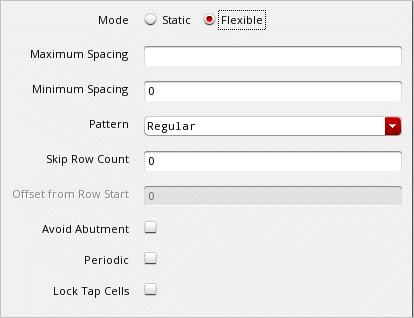 Mode Static Flexible
Maximum Spacing
Minimum Spacing 0
Pattern Regular
Skip Row Count 0
Offset from Row Start 0
Avoid Abutment
Periodic
Lock Tap Cells